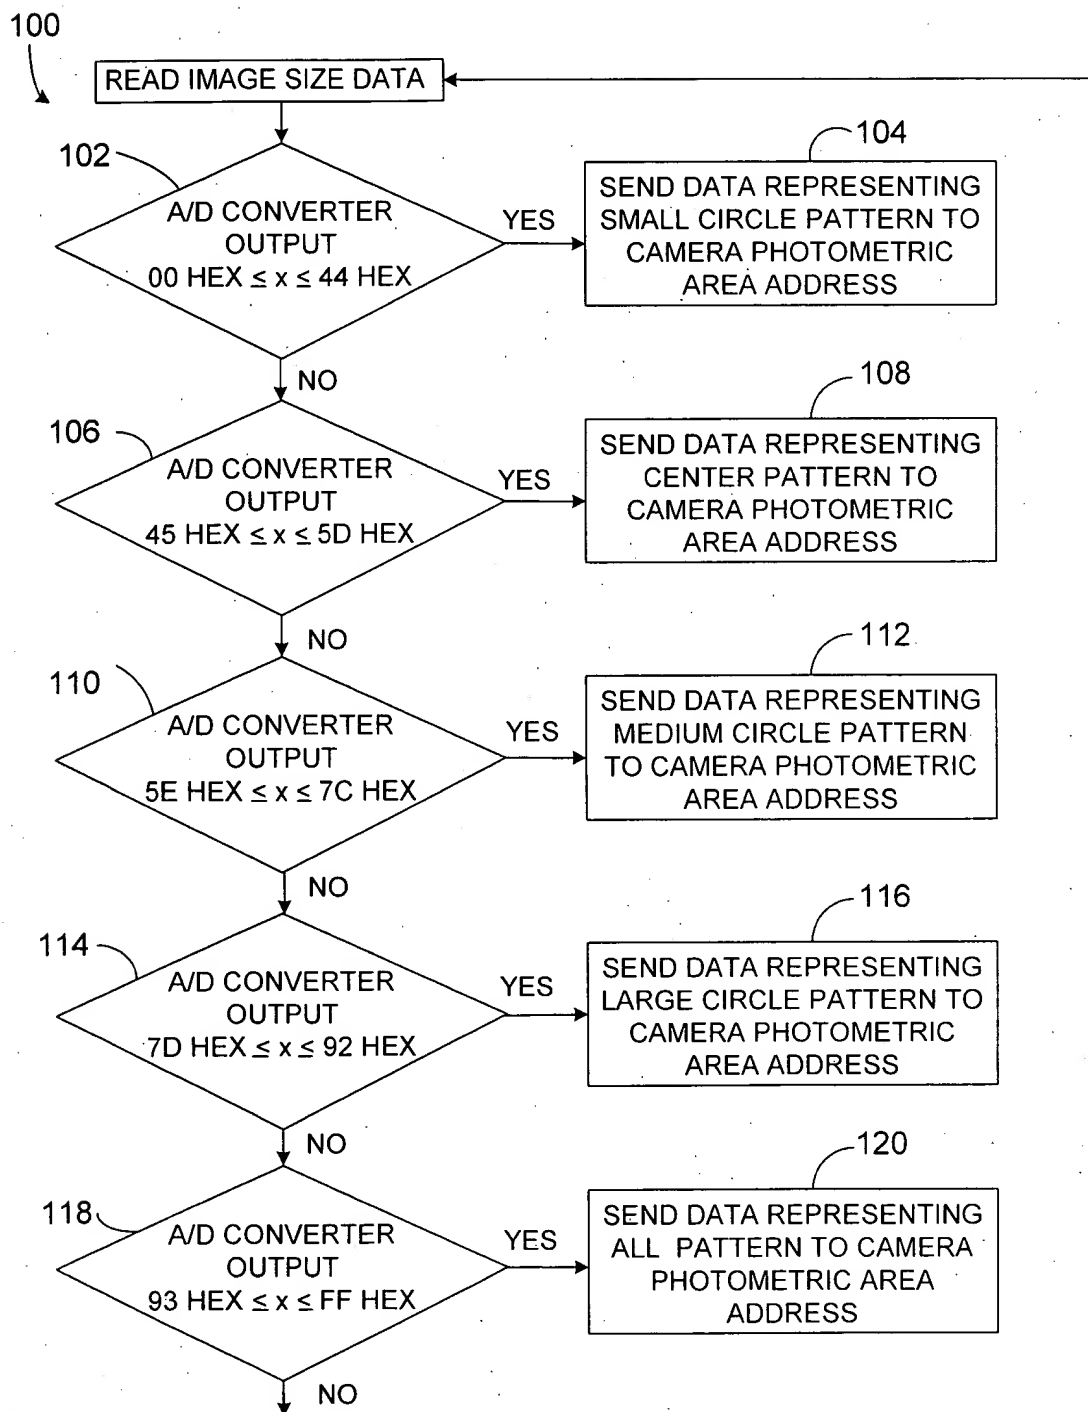 100
READ IMAGE SIZE DATA
102
A/D CONVERTER
OUTPUT
00 HEX ≤ x ≤ 44 HEX
YES
104
SEND DATA REPRESENTING
SMALL CIRCLE PATTERN TO
CAMERA PHOTOMETRIC
AREA ADDRESS
NO
106
A/D CONVERTER
OUTPUT
45 HEX ≤ x ≤ 5D HEX
YES
108
SEND DATA REPRESENTING
CENTER PATTERN TO
CAMERA PHOTOMETRIC
AREA ADDRESS
NO
110
A/D CONVERTER
OUTPUT
5E HEX ≤ x ≤ 7C HEX
YES
112
SEND DATA REPRESENTING
MEDIUM CIRCLE PATTERN
TO CAMERA PHOTOMETRIC
AREA ADDRESS
NO
114
A/D CONVERTER
OUTPUT
7D HEX ≤ x ≤ 92 HEX
YES
116
SEND DATA REPRESENTING
LARGE CIRCLE PATTERN TO
CAMERA PHOTOMETRIC
AREA ADDRESS
NO
118
A/D CONVERTER
OUTPUT
93 HEX ≤ x ≤ FF HEX
YES
120
SEND DATA REPRESENTING
ALL PATTERN TO CAMERA
PHOTOMETRIC AREA
ADDRESS
NO